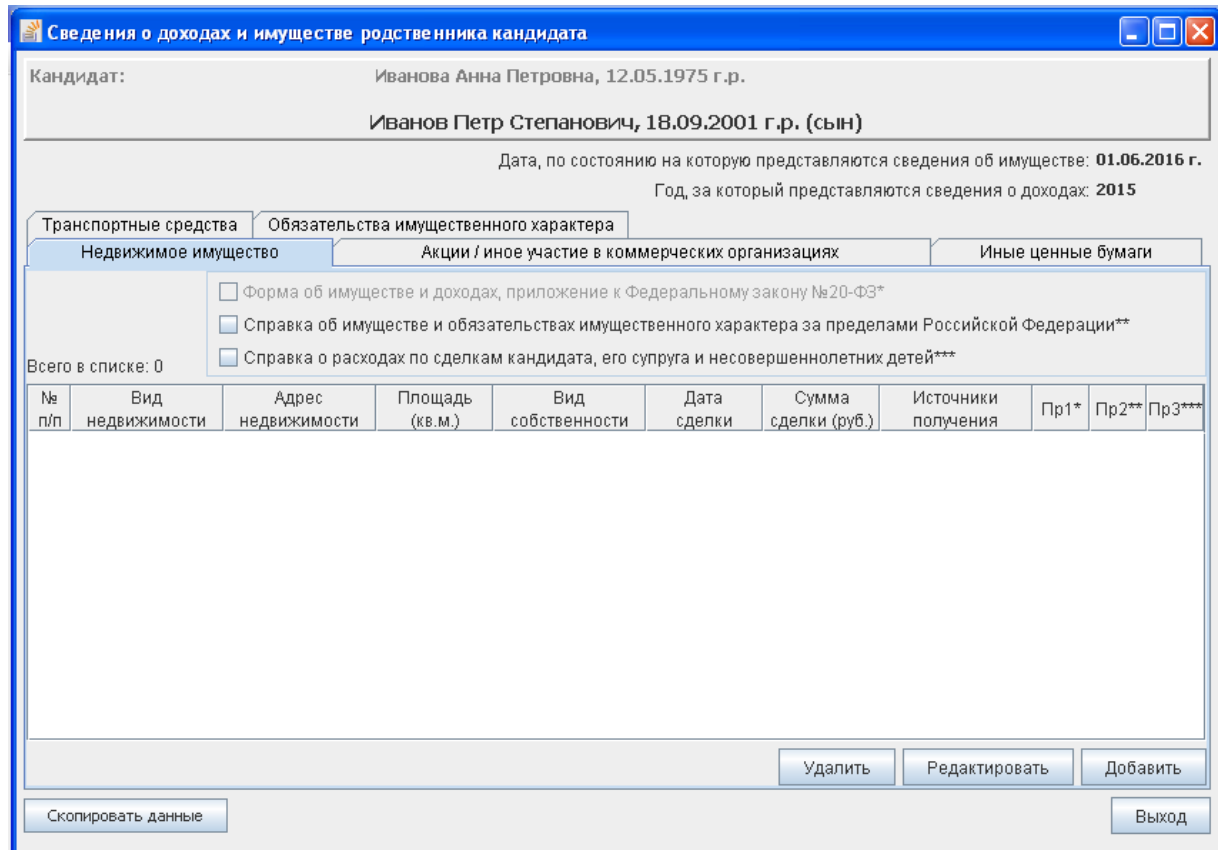 Сведения о доходах и имуществе родственника кандидата
Кандидат: Иванова Анна Петровна, 12.05.1975 г.р.
Иванов Петр Степанович, 18.09.2001 г.р. (сын)
Дата, по состоянию на которую представляются сведения об имуществе: 01.06.2016 г.
Год, за который представляются сведения о доходах: 2015
Транспортные средства Обязательства имущественного характера
Недвижимое имущество Акции / иное участие в коммерческих организациях Иные ценные бумаги
Форма об имуществе и доходах, приложение к Федеральному закону №20-ФЗ*
Справка об имуществе и обязательствах имущественного характера за пределами Российской Федерации**
Справка о расходах по сделкам кандидата, его супруга и несовершеннолетних детей***
Всего в списке: 0
№ Вид Адрес Площадь Вид Дата Сумма Источники Пр1* Пр2** Пр3***
п/п недвижимости недвижимости (кв.м.) собственности сделки сделки (руб.) получения
Удалить Редактировать Добавить
Скопировать данные Выход